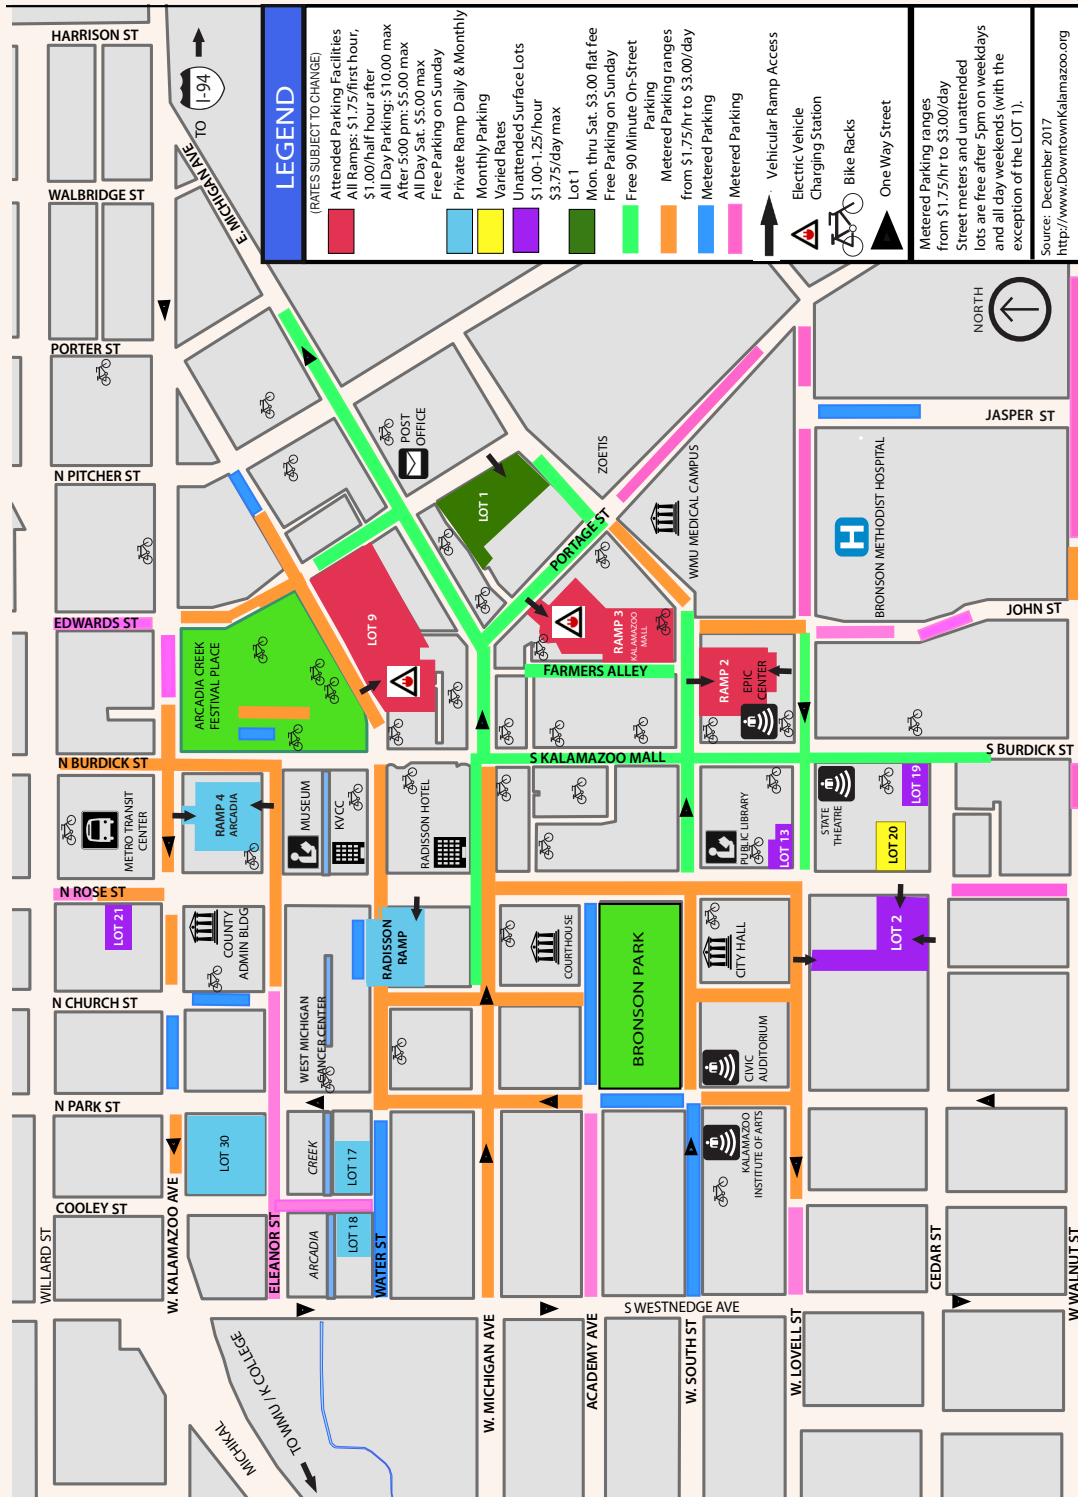 LEGEND
(RATES SUBJECT TO CHANGE)
Attended Parking Facilities
All Ramps: $1.75/first hour,
$1.00/half hour after
All Day Parking: $10.00 max
After 5:00 pm: $5.00 max
All Day Sat. $5.00 max
Free Parking on Sunday
Private Ramp Daily & Monthly
Monthly Parking
Varied Rates
Unattended Surface Lots
$1.00-1.25/hour
$3.75/day max
Lot 1
Mon. thru Sat. $3.00 flat fee
Free Parking on Sunday
Free 90 Minute On-Street
Parking
Metered Parking ranges
from $1.75/hr to $3.00/day
Metered Parking
Metered Parking
Vehicular Ramp Access
Electric Vehicle
Charging Station
Bike Racks
One Way Street
Metered Parking ranges
from $1.75/hr to $3.00/day
Street meters and unattended
lots are free after 5pm on weekdays
and all day weekends (with the
exception of the LOT 1).
Source: December 2017
http://www.DowntownKalamazoo.org
NORTH
HARRISON ST
TO
I-94
WALBRIDGE ST
E. MICHIGAN AVE
PORTER ST
N PITCHER ST
EDWARDS ST
POST
OFFICE
LOT 1
ZOETIS
PORTAGE ST
WMU MEDICAL CAMPUS
JASPER ST
H
BRONSON METHODIST HOSPITAL
JOHN ST
ARCADIA CREEK
FESTIVAL PLACE
LOT 9
RAMP 3
KALAMAZOO
MALL
FARMERS ALLEY
RAMP 2
EPIC
CENTER
N BURDICK ST
S KALAMAZOO MALL
S BURDICK ST
METRO TRANSIT
CENTER
RAMP 4
ARCADIA
MUSEUM
KVCC
RADISSON HOTEL
PUBLIC LIBRARY
LOT 13
STATE
THEATRE
LOT 19
LOT 20
N ROSE ST
LOT 21
COUNTY
ADMIN BLDG
RADISSON
RAMP
COURTHOUSE
BRONSON PARK
CITY HALL
LOT 2
N CHURCH ST
WEST MICHIGAN
CANCER CENTER
CIVIC
AUDITORIUM
N PARK ST
LOT 30
CREEK
LOT 17
KALAMAZOO
INSTITUTE OF ARTS
COOLEY ST
ARCADIA
LOT 18
WILLARD ST
W. KALAMAZOO AVE
ELEANOR ST
WATER ST
W. MICHIGAN AVE
ACADEMY AVE
S WESTNEDGE AVE
W. SOUTH ST
W. LOVELL ST
CEDAR ST
W WALNUT ST
MICHIKAL
TO WMU / K COLLEGE